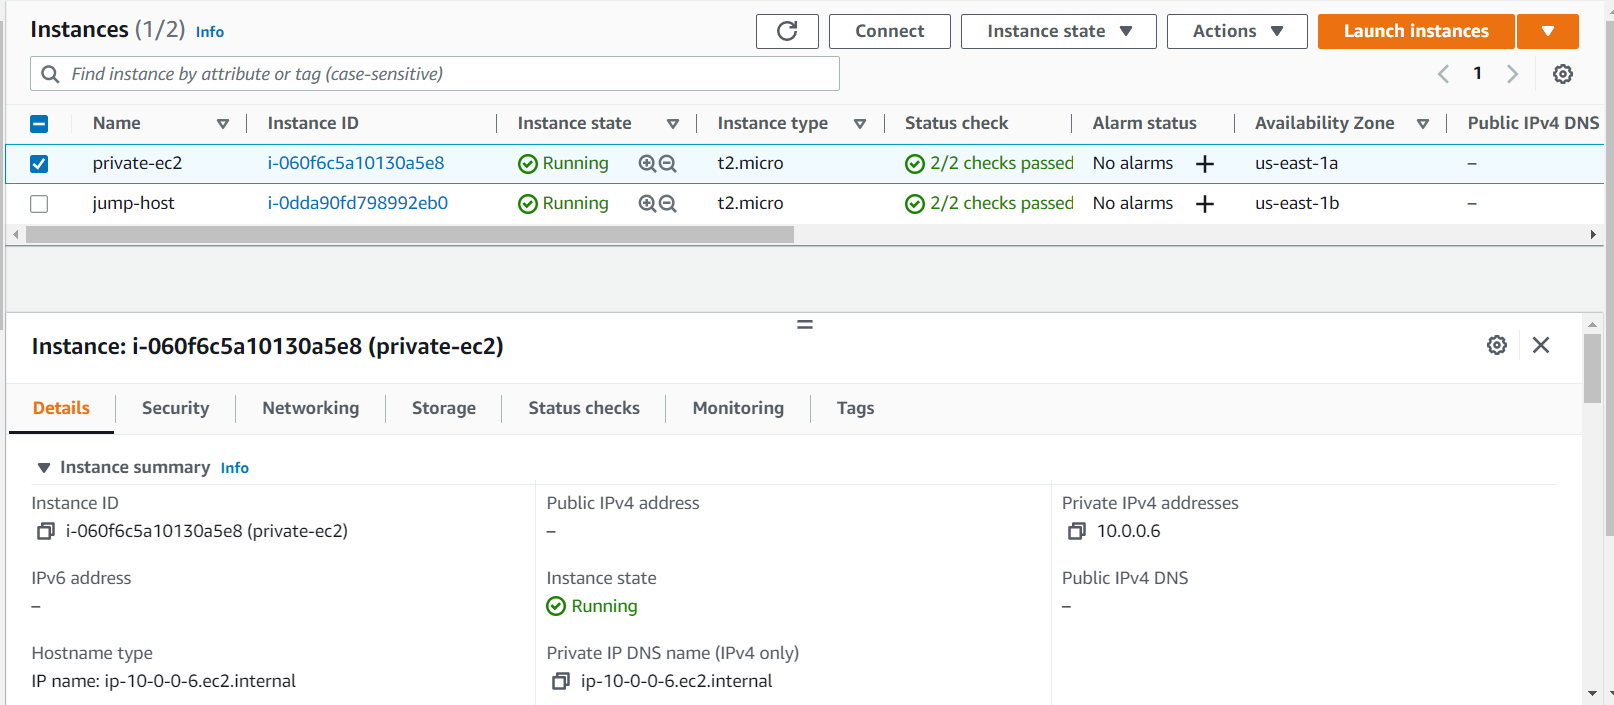 Instances (1/2) Info
Connect
Instance state
Actions
Launch instances
Find instance by attribute or tag (case-sensitive)
1
Name Instance ID Instance state Instance type Status check Alarm status Availability Zone Public IPv4 DNS
private-ec2 i-060f6c5a10130a5e8 Running t2.micro 2/2 checks passed No alarms + us-east-1a –
jump-host i-0dda90fd798992eb0 Running t2.micro 2/2 checks passed No alarms + us-east-1b –
Instance: i-060f6c5a10130a5e8 (private-ec2)
Details Security Networking Storage Status checks Monitoring Tags
Instance summary Info
Instance ID
i-060f6c5a10130a5e8 (private-ec2)
Public IPv4 address
–
Private IPv4 addresses
10.0.0.6
IPv6 address
–
Instance state
Running
Public IPv4 DNS
–
Hostname type
IP name: ip-10-0-0-6.ec2.internal
Private IP DNS name (IPv4 only)
ip-10-0-0-6.ec2.internal